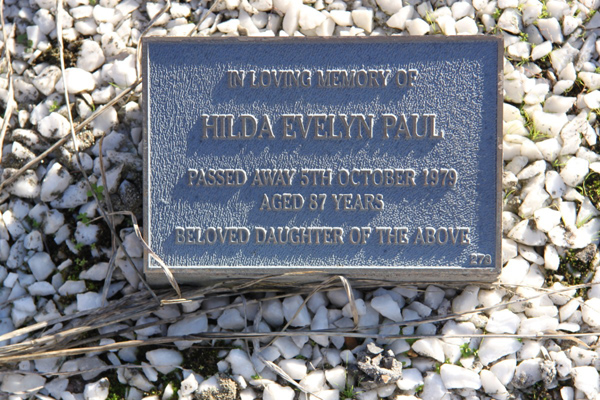 IN LOVING MEMORY OF
HILDA EVELYN PAUL
PASSED AWAY 5TH OCTOBER 1979
AGED 87 YEARS
BELOVED DAUGHTER OF THE ABOVE